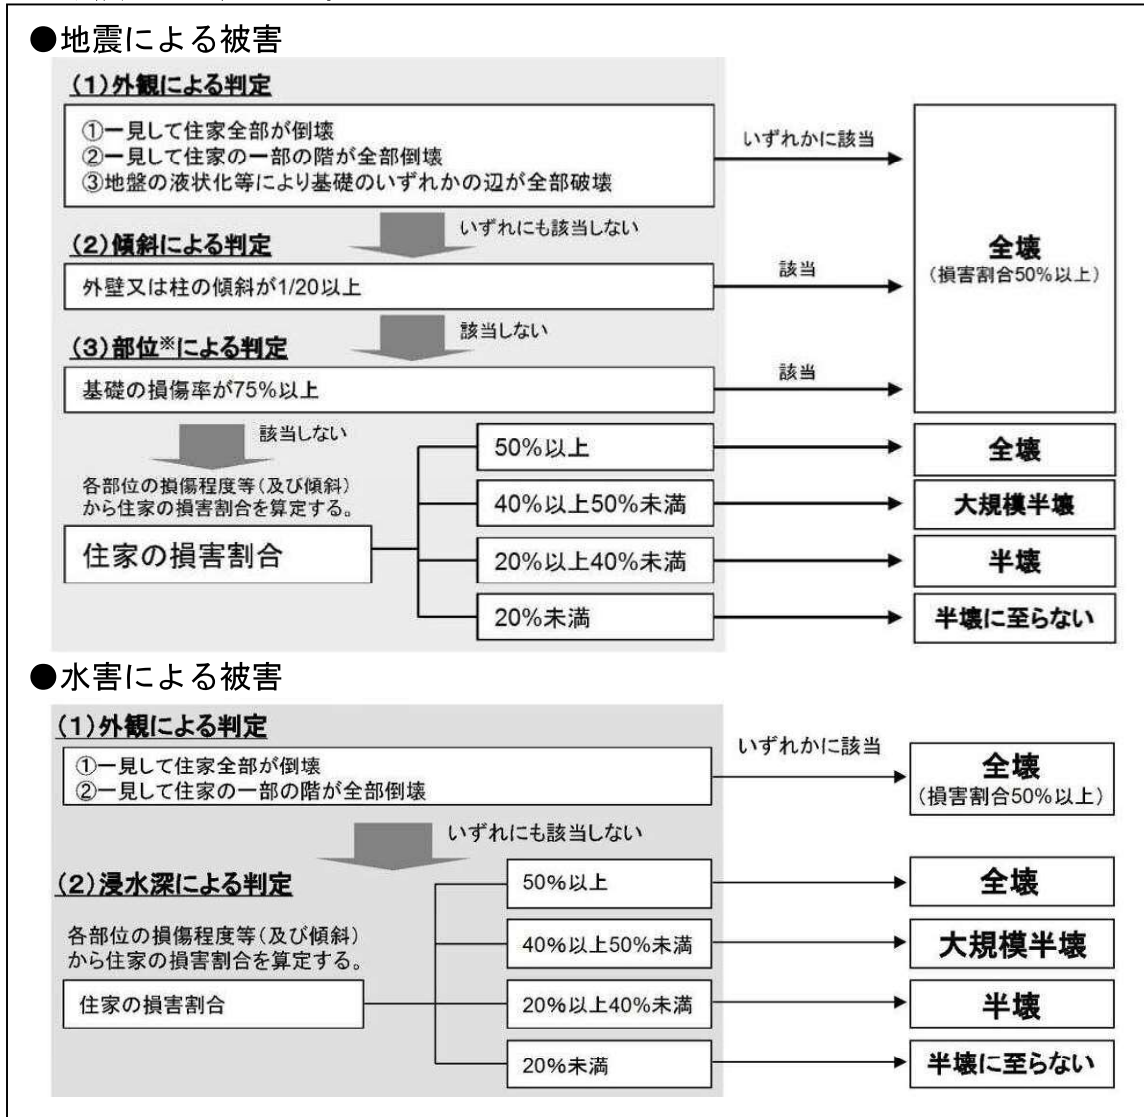 ●地震による被害
(1)外観による判定
①一見して住家全部が倒壊
②一見して住家の一部の階が全部倒壊
③地盤の液状化等により基礎のいずれかの辺が全部破壊
いずれかに該当
全壊
(損害割合50%以上)
いずれにも該当しない
(2)傾斜による判定
外壁又は柱の傾斜が1/20以上
該当
該当しない
(3)部位※による判定
基礎の損傷率が75%以上
該当
該当しない
各部位の損傷程度等(及び傾斜)
から住家の損害割合を算定する。
住家の損害割合
50%以上
全壊
40%以上50%未満
大規模半壊
20%以上40%未満
半壊
20%未満
半壊に至らない
●水害による被害
(1)外観による判定
①一見して住家全部が倒壊
②一見して住家の一部の階が全部倒壊
いずれかに該当
全壊
(損害割合50%以上)
いずれにも該当しない
(2)浸水深による判定
各部位の損傷程度等(及び傾斜)
から住家の損害割合を算定する。
住家の損害割合
50%以上
全壊
40%以上50%未満
大規模半壊
20%以上40%未満
半壊
20%未満
半壊に至らない